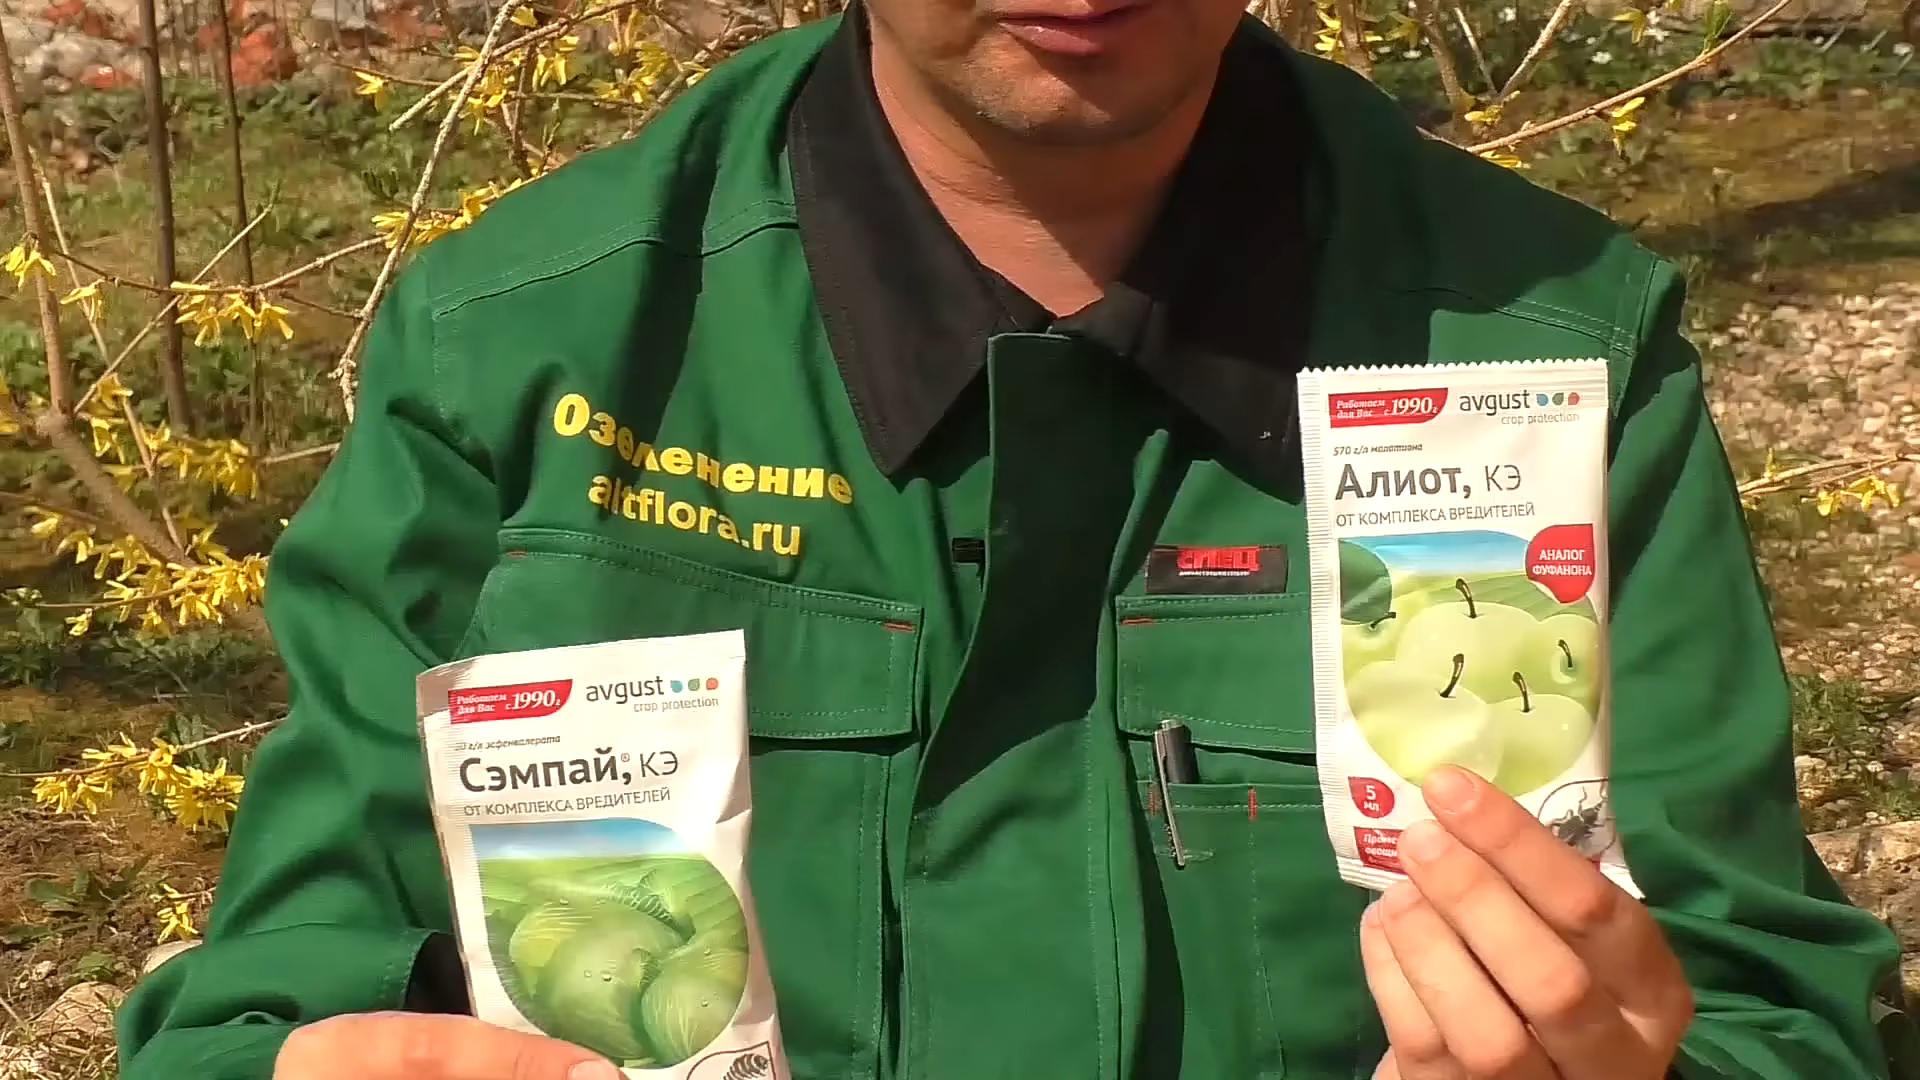 Озеленение
altflora.ru
СПЕЦ
Работаем
для Вас с 1990г
avgust
crop protection
эсфенвалерата
Сэмпай®, КЭ
ОТ КОМПЛЕКСА ВРЕДИТЕЛЕЙ
Работаем
для Вас с 1990г
avgust
crop protection
570 г/л малатиона
Алиот, КЭ
ОТ КОМПЛЕКСА ВРЕДИТЕЛЕЙ
АНАЛОГ
ФУФАНОНА
5
мл